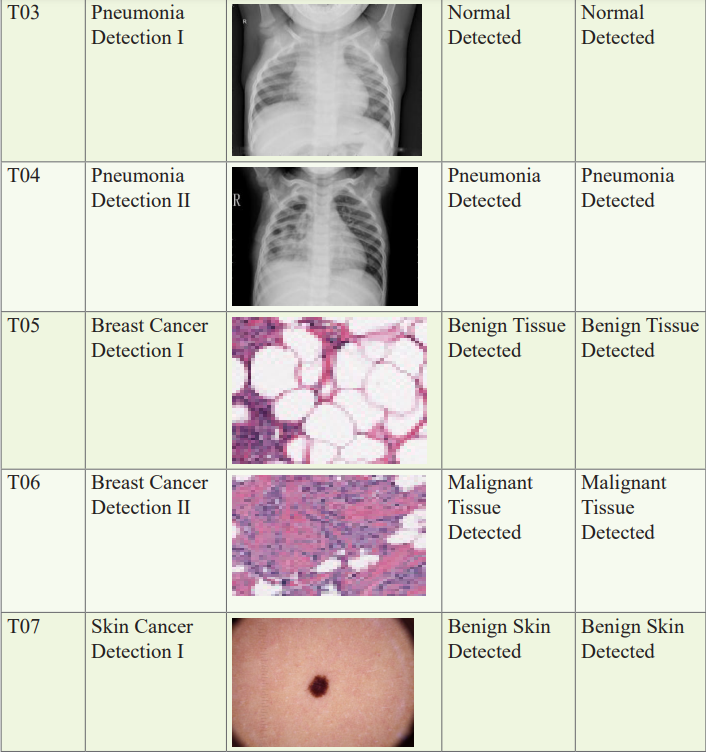 T03
Pneumonia
Detection I
R
Normal
Detected
Normal
Detected
T04
Pneumonia
Detection II
R
Pneumonia
Detected
Pneumonia
Detected
T05
Breast Cancer
Detection I
Benign Tissue
Detected
Benign Tissue
Detected
T06
Breast Cancer
Detection II
Malignant
Tissue
Detected
Malignant
Tissue
Detected
T07
Skin Cancer
Detection I
Benign Skin
Detected
Benign Skin
Detected